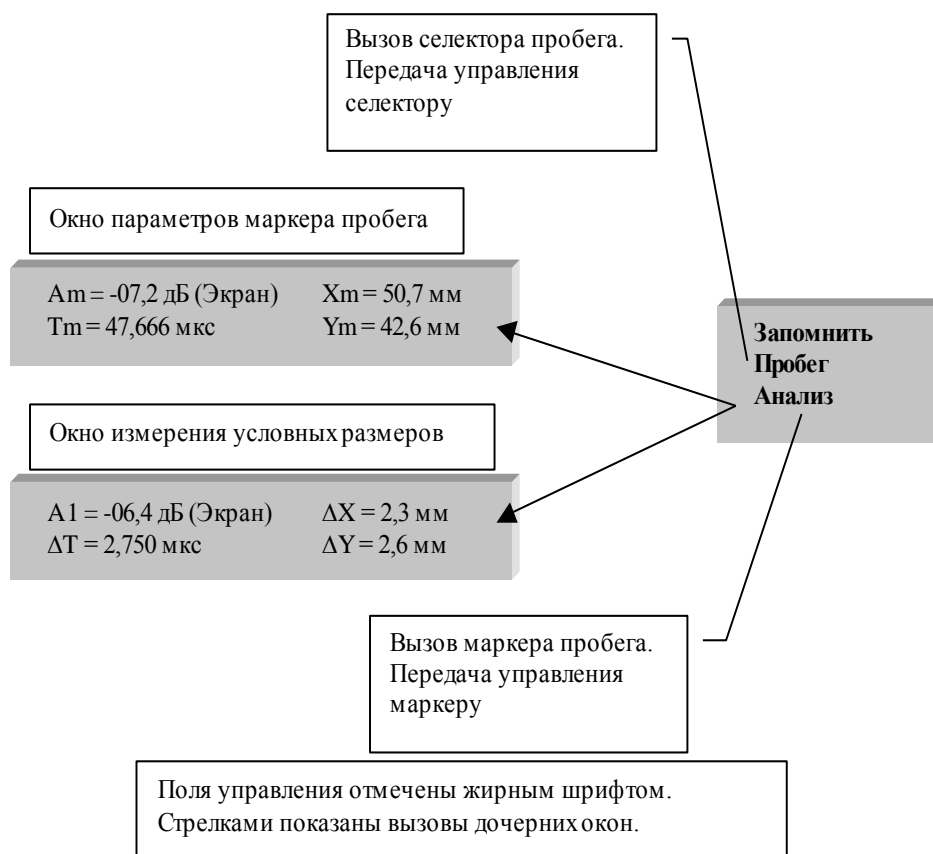 Вызов селектора пробега.
Передача управления
селектору
Окно параметров маркера пробега
Am = -07,2 дБ (Экран) Xm = 50,7 мм
Tm = 47,666 мкс Ym = 42,6 мм
Запомнить
Пробег
Анализ
Окно измерения условных размеров
A1 = -06,4 дБ (Экран) ΔX = 2,3 мм
ΔT = 2,750 мкс ΔY = 2,6 мм
Вызов маркера пробега.
Передача управления
маркеру
Поля управления отмечены жирным шрифтом.
Стрелками показаны вызовы дочерних окон.